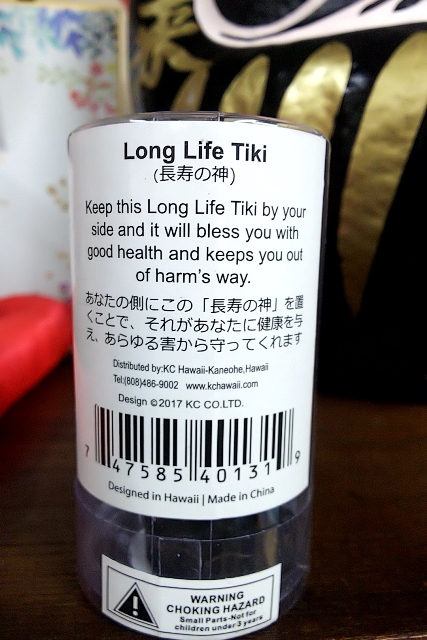 Long Life Tiki
(長寿の神)
Keep this Long Life Tiki by your
side and it will bless you with
good health and keeps you out
of harm's way.
あなたの側にこの「長寿の神」を置
くことで、それがあなたに健康を与
え、あらゆる害から守ってくれます
Distributed by:KC Hawaii-Kaneohe,Hawaii
Tel:(808)486-9002 www.kchawaii.com
Design ©2017 KC CO.LTD.
7 47585 40131 9
Designed in Hawaii | Made in China
WARNING
CHOKING HAZARD
Small Parts-Not for
children under 3 years